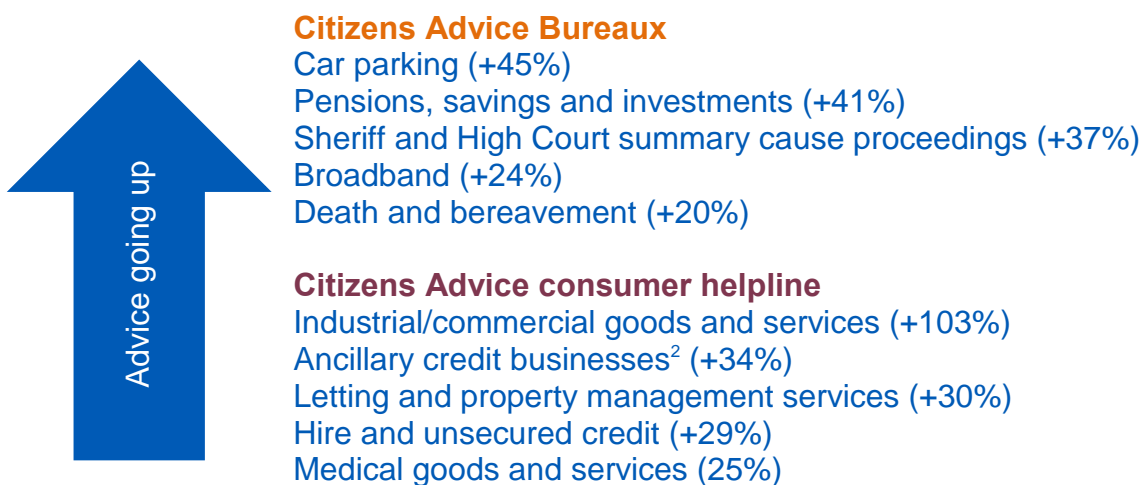 Citizens Advice Bureaux
Car parking (+45%)
Pensions, savings and investments (+41%)
Sheriff and High Court summary cause proceedings (+37%)
Broadband (+24%)
Death and bereavement (+20%)
Advice going up
Citizens Advice consumer helpline
Industrial/commercial goods and services (+103%)
Ancillary credit businesses² (+34%)
Letting and property management services (+30%)
Hire and unsecured credit (+29%)
Medical goods and services (25%)